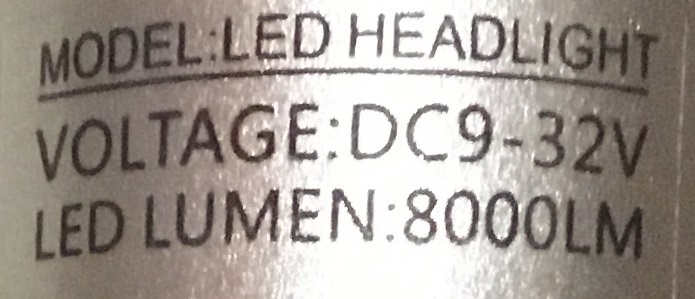 MODEL:LED HEADLIGHT
VOLTAGE:DC9-32V
LED LUMEN:8000LM